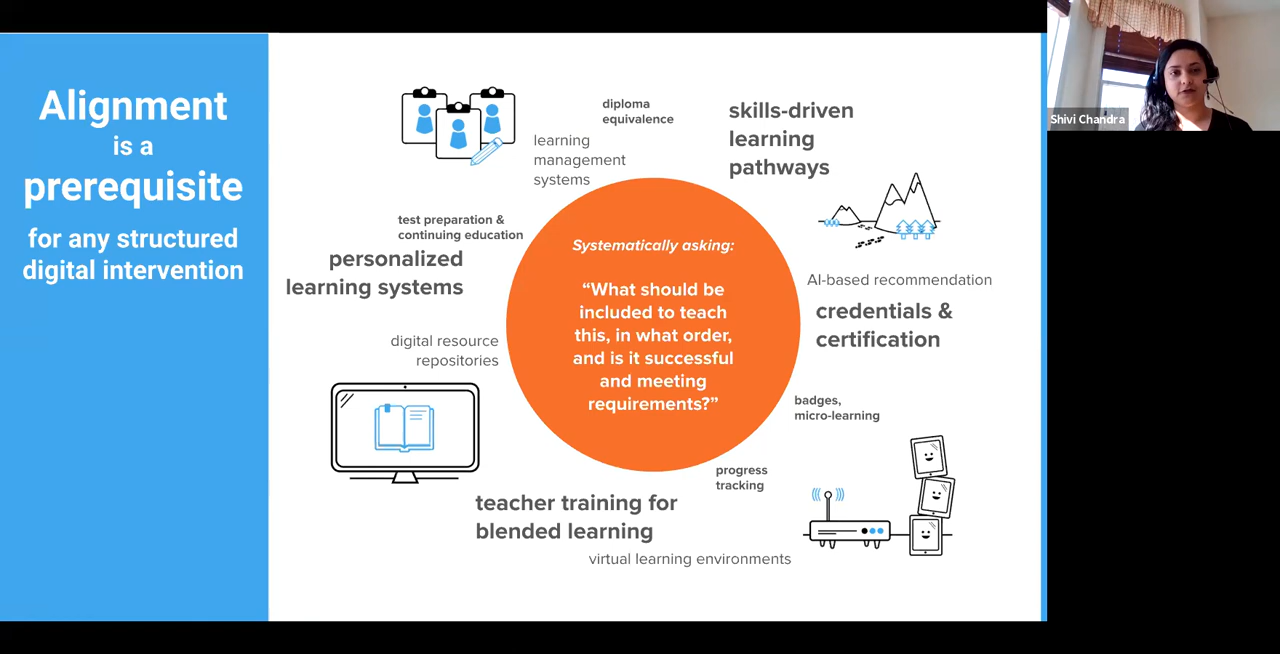 Alignment
is a
prerequisite
for any structured
digital intervention
diploma
equivalence
learning
management
systems
skills-driven
learning
pathways
test preparation &
continuing education
personalized
learning systems
digital resource
repositories
Systematically asking:
“What should be
included to teach
this, in what order,
and is it successful
and meeting
requirements?”
AI-based recommendation
credentials &
certification
badges,
micro-learning
progress
tracking
teacher training for
blended learning
virtual learning environments
Shivi Chandra